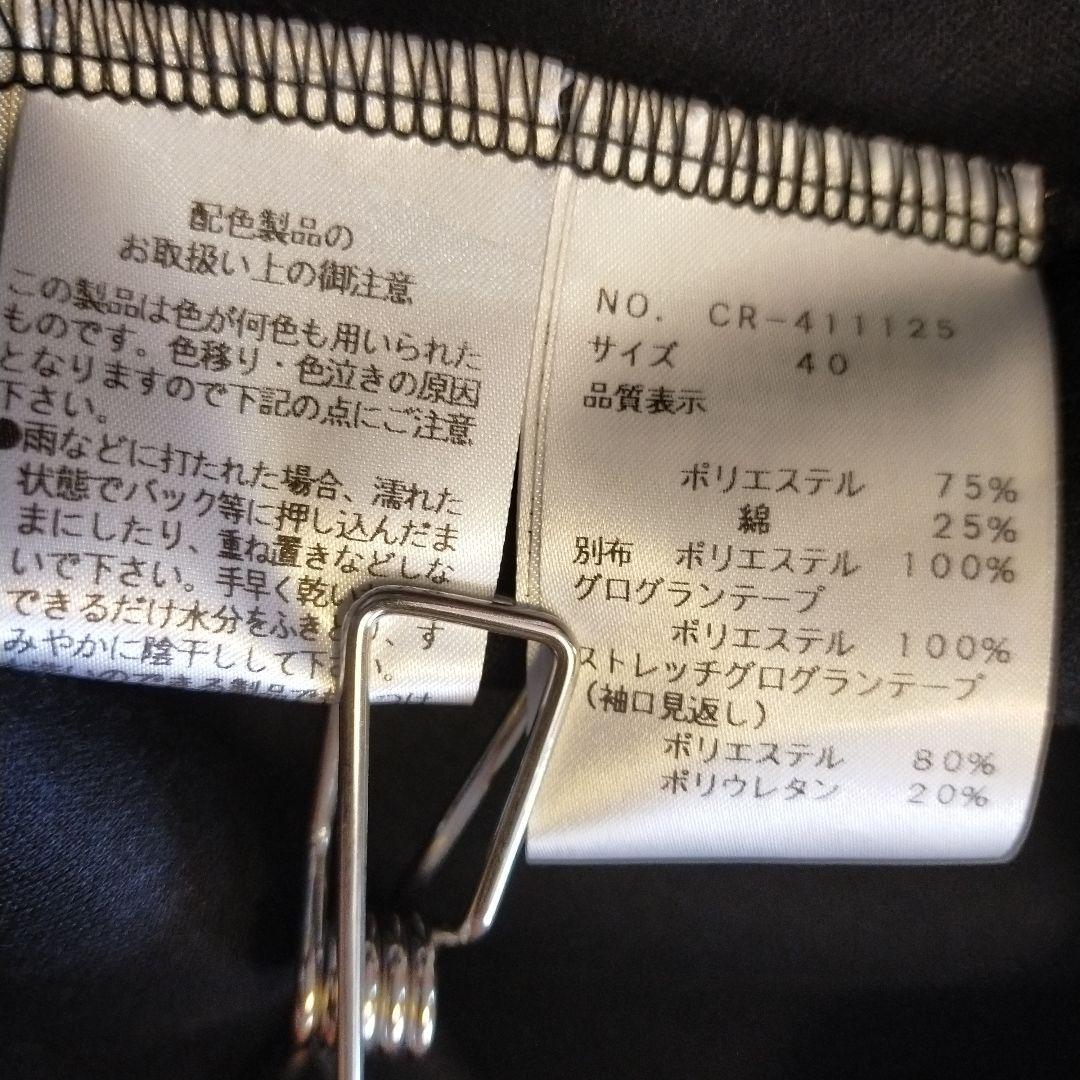 配色製品の
お取扱い上の御注意
この製品は色が何色も用いられた
ものです。色移り・色泣きの原因
となりますので下記の点にご注意
下さい。
●雨などに打たれた場合、濡れた
状態でバック等に押し込んだま
まにしたり、重ね置きなどしな
いで下さい。手早く乾い
できるだけ水分をふき、す
みやかに陰干しして下さい。
NO. CR-411125
サイズ 40
品質表示
ポリエステル 75%
綿 25%
別布 ポリエステル 100%
グログランテープ
ポリエステル 100%
ストレッチグログランテープ
(袖口見返し)
ポリエステル 80%
ポリウレタン 20%